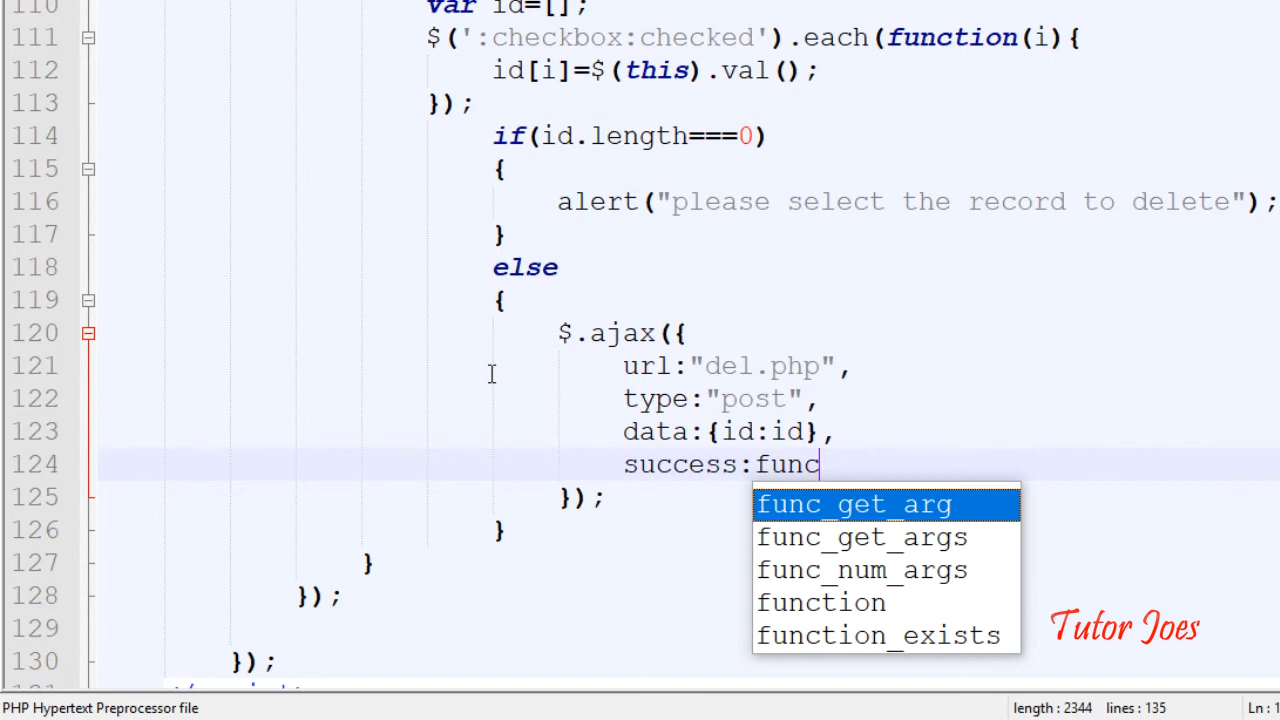 110 var id=[];
111 $(':checkbox:checked').each(function(i){
112 id[i]=$(this).val();
113 });
114 if(id.length===0)
115 {
116 alert("please select the record to delete");
117 }
118 else
119 {
120 $.ajax({
121 url:"del.php",
122 type:"post",
123 data:{id:id},
124 success:func
func_get_arg
125 });
func_get_args
126 }
func_num_args
127 }
function
128 });
function_exists
129
Tutor Joes
130 });
PHP Hypertext Preprocessor file
length : 2344 lines : 135
Ln : 1